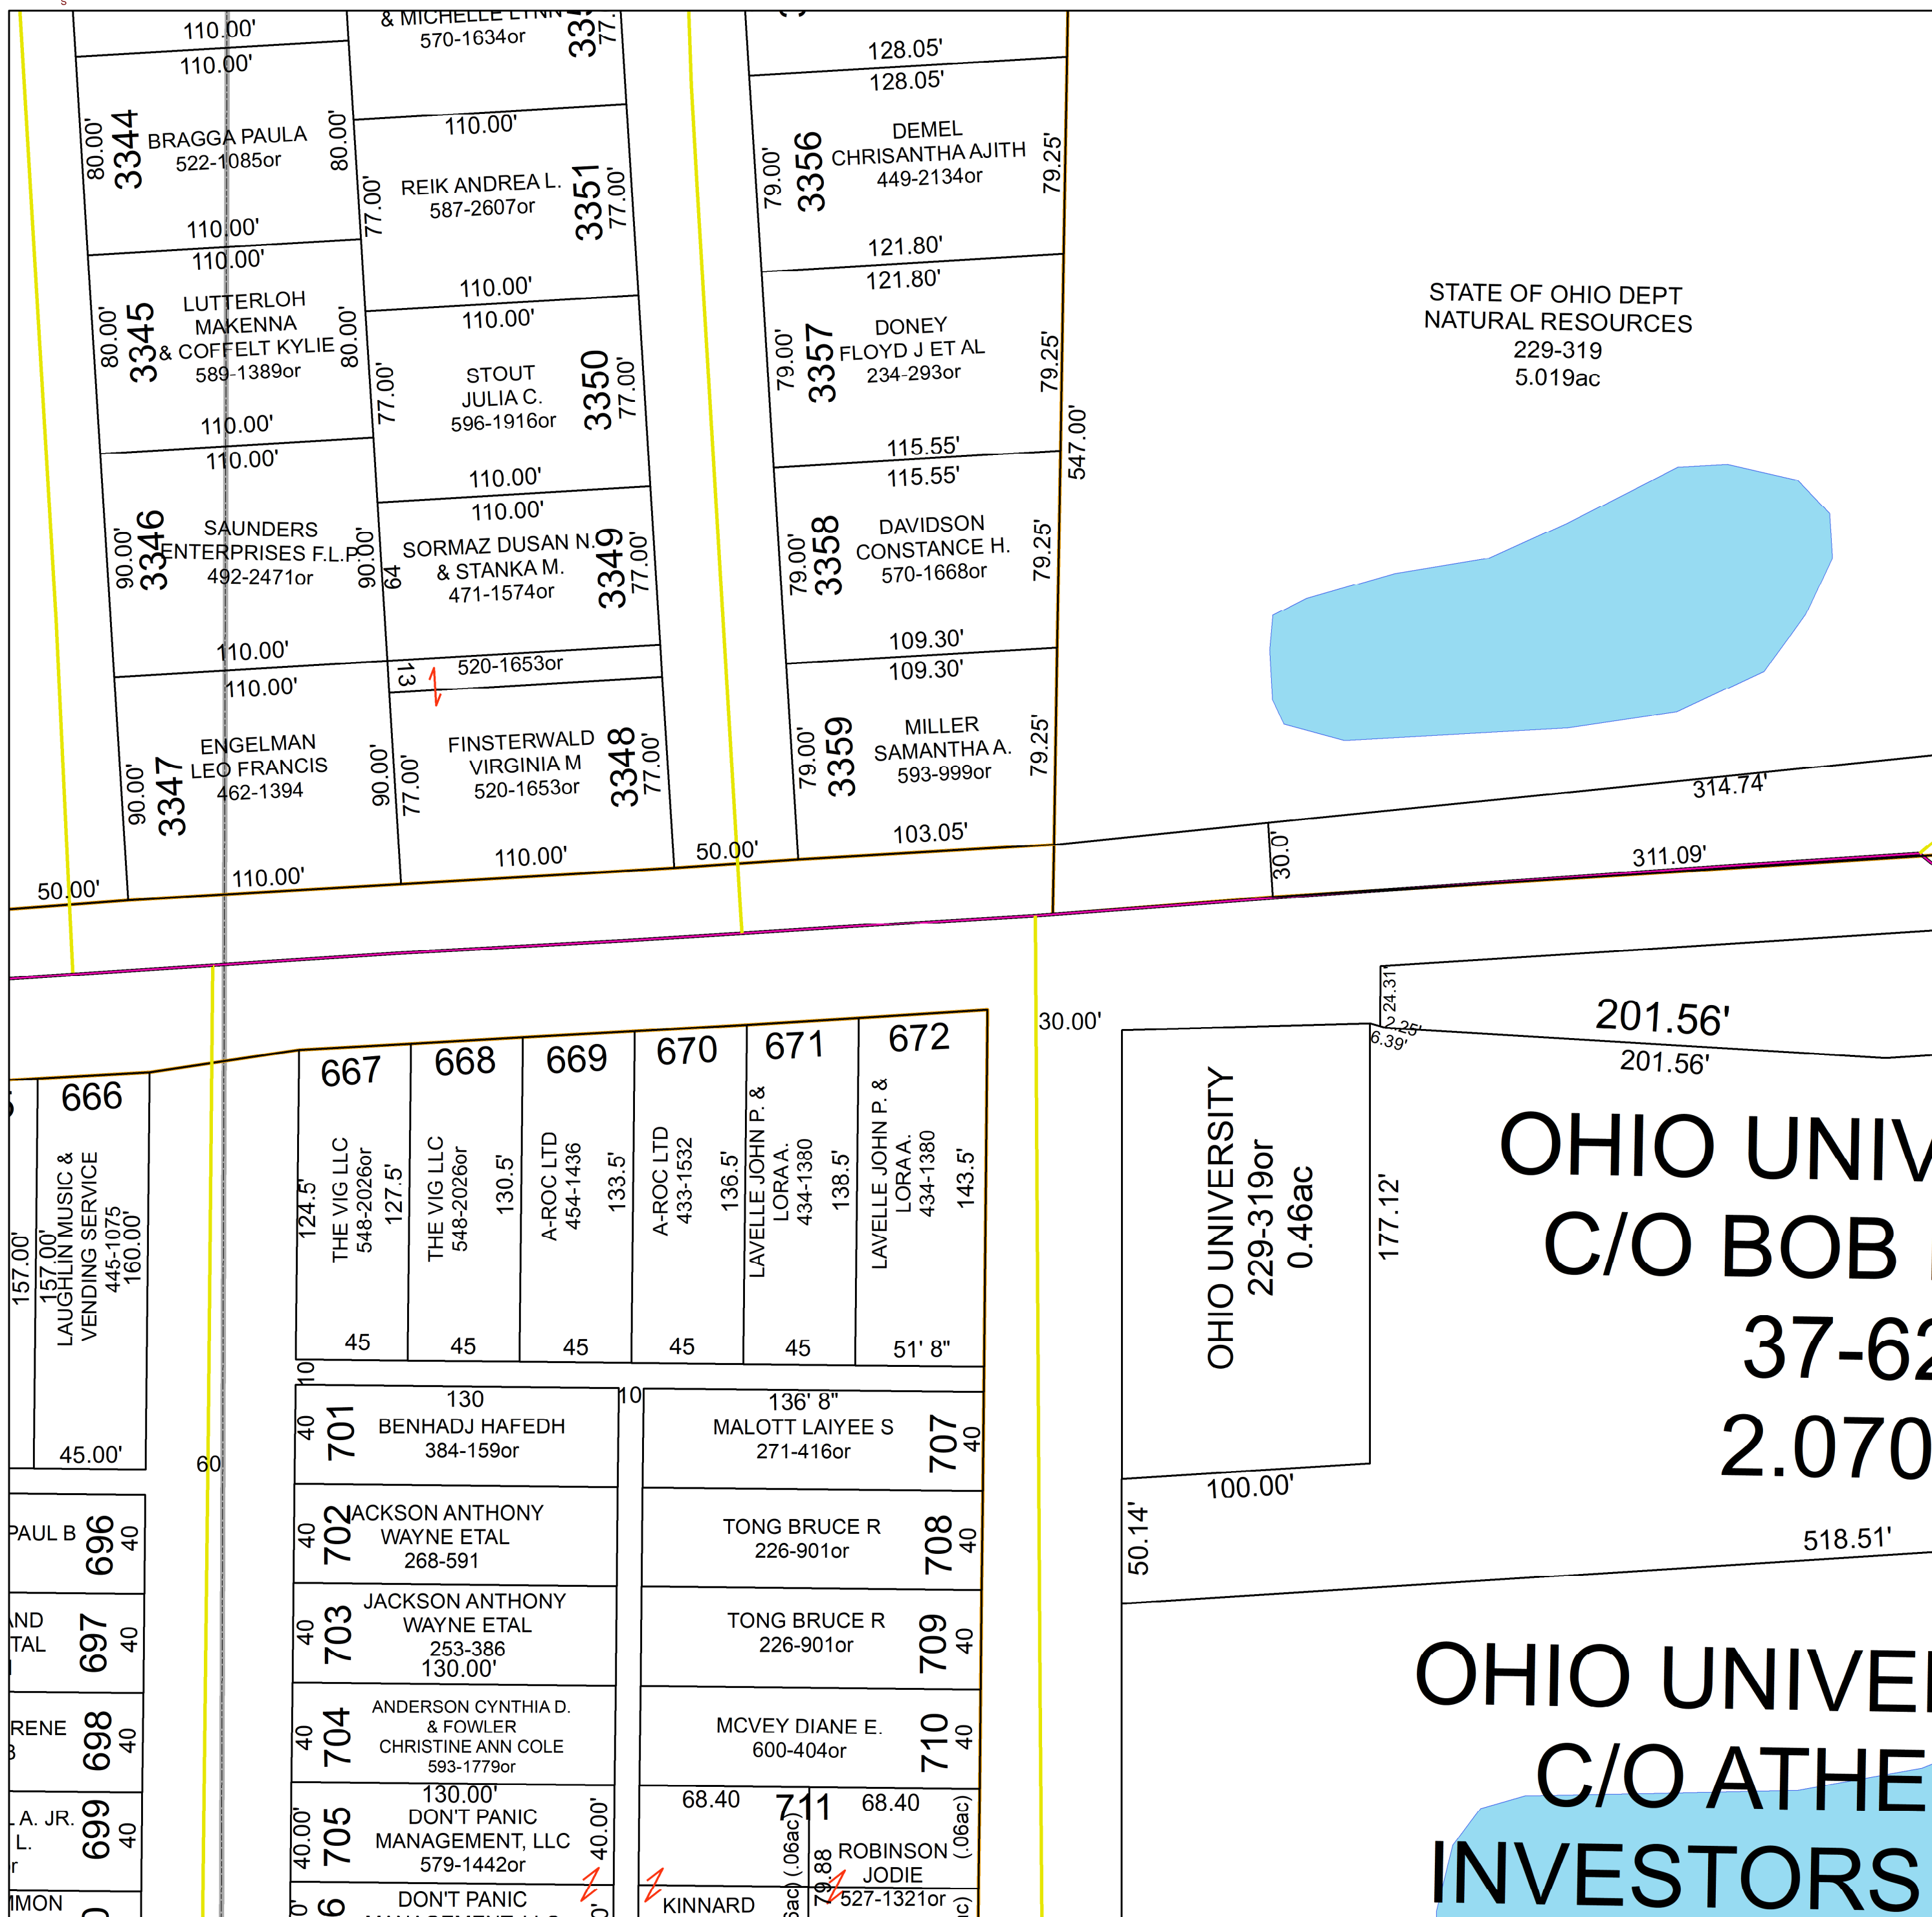 110.00'
110.00'
3344
80.00'
BRAGGA PAULA
522-1085or
80.00'
110.00'
110.00'
3345
80.00'
LUTTERLOH
MAKENNA
& COFFELT KYLIE
589-1389or
80.00'
110.00'
110.00'
3346
90.00'
SAUNDERS
ENTERPRISES F.L.P.
492-2471or
90.00'
110.00'
110.00'
3347
90.00'
ENGELMAN
LEO FRANCIS
462-1394
90.00'
110.00'
50.00'
& MICHELLE LYNN
570-1634or
77.
110.00'
REIK ANDREA L.
587-2607or
3351
77.00'
77.00'
110.00'
110.00'
STOUT
JULIA C.
596-1916or
3350
77.00'
77.00'
110.00'
110.00'
SORMAZ DUSAN N.
& STANKA M.
471-1574or
3349
77.00'
64
13
520-1653or
FINSTERWALD
VIRGINIA M
520-1653or
3348
77.00'
77.00'
110.00'
50.00'
128.05'
128.05'
3356
79.00'
DEMEL
CHRISANTHA AJITH
449-2134or
79.25'
121.80'
121.80'
3357
79.00'
DONEY
FLOYD J ET AL
234-293or
79.25'
115.55'
115.55'
3358
79.00'
DAVIDSON
CONSTANCE H.
570-1668or
79.25'
109.30'
109.30'
3359
79.00'
MILLER
SAMANTHA A.
593-999or
79.25'
103.05'
547.00'
STATE OF OHIO DEPT
NATURAL RESOURCES
229-319
5.019ac
314.74'
30.0'
311.09'
666
157.00'
157.00'
LAUGHLIN MUSIC &
VENDING SERVICE
445-1075
160.00'
45.00'
60
667
124.5'
THE VIG LLC
548-2026or
127.5'
45
668
THE VIG LLC
548-2026or
130.5'
45
669
A-ROC LTD
454-1436
133.5'
45
670
A-ROC LTD
433-1532
136.5'
45
671
LAVELLE JOHN P. &
LORA A.
434-1380
138.5'
45
672
LAVELLE JOHN P. &
LORA A.
434-1380
143.5'
51' 8"
30.00'
OHIO UNIVERSITY
229-319or
0.46ac
177.12'
100.00'
50.14'
24.31'
2.25'
6.39'
201.56'
201.56'
OHIO UNIV
C/O BOB
37-62
2.070
518.51'
OHIO UNIVE
C/O ATHE
INVESTORS
10
10
130
701
40
BENHADJ HAFEDH
384-159or
702
40
JACKSON ANTHONY
WAYNE ETAL
268-591
703
40
JACKSON ANTHONY
WAYNE ETAL
253-386
130.00'
704
40
ANDERSON CYNTHIA D.
& FOWLER
CHRISTINE ANN COLE
593-1779or
130.00'
705
40.00'
DON'T PANIC
MANAGEMENT, LLC
579-1442or
40.00'
6
DON'T PANIC
136' 8"
MALOTT LAIYEE S
271-416or
707
40
TONG BRUCE R
226-901or
708
40
TONG BRUCE R
226-901or
709
40
MCVEY DIANE E.
600-404or
710
40
68.40
711
68.40
(.06ac)
(.06ac)
79.88
ROBINSON
JODIE
527-1321or
KINNARD
PAUL B
696
40
AND
TAL
697
40
RENE
698
40
A. JR.
L.
699
40
MMON